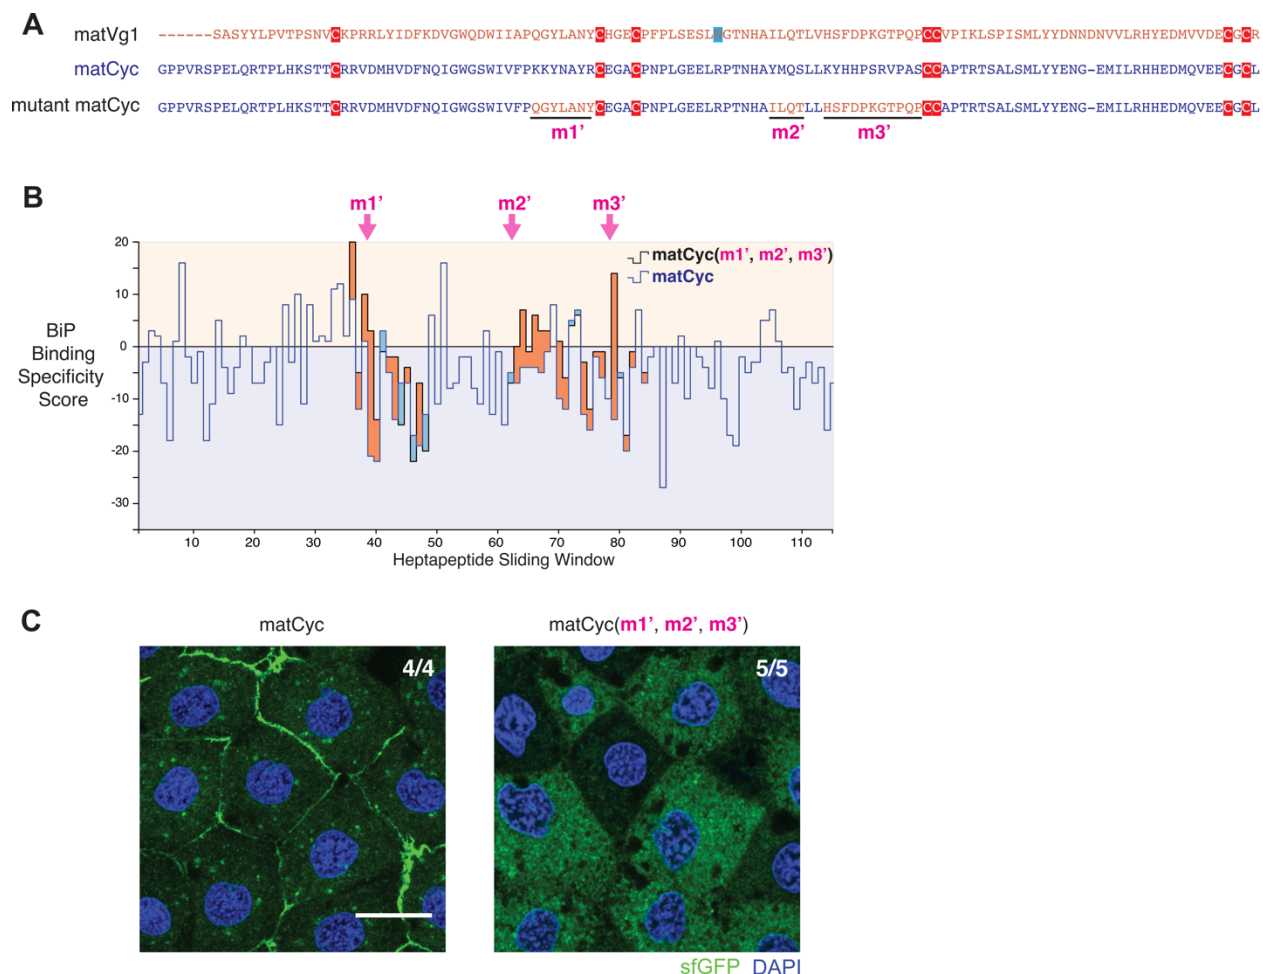 A
matVg1 ------SASYYLPVTPSNVCKPRRLYIDFKDVGWQDWIIAPQGYLANYCHGECPFPLSESLNGTNHAILQTLVHSFDPKGTPQPCCVPIKLSPISMLYYDNNDNVVLRHYEDMVVDECGCR
matCyc GPPVRSPELQRTPLHKSTTCRRVDMHVDFNQIGWGSWIVFPKKYNAYRCEGACPNPLGEELRPTNHAYMQSLLKYHHPSRVPASCCAPTRTSALSMLYYENG-EMILRHHEDMQVEECGCL
mutant matCyc GPPVRSPELQRTPLHKSTTCRRVDMHVDFNQIGWGSWIVFPQGYLANYCEGACPNPLGEELRPTNHAILQTLLHSFDPKGTPQPCCAPTRTSALSMLYYENG-EMILRHHEDMQVEECGCL
m1’ m2’ m3’
B
m1’ m2’ m3’
matCyc(m1’, m2’, m3’)
matCyc
BiP
Binding
Specificity
Score
20
10
0
-10
-20
-30
10 20 30 40 50 60 70 80 90 100 110
Heptapeptide Sliding Window
C
matCyc matCyc(m1’, m2’, m3’)
4/4 5/5
sfGFP DAPI